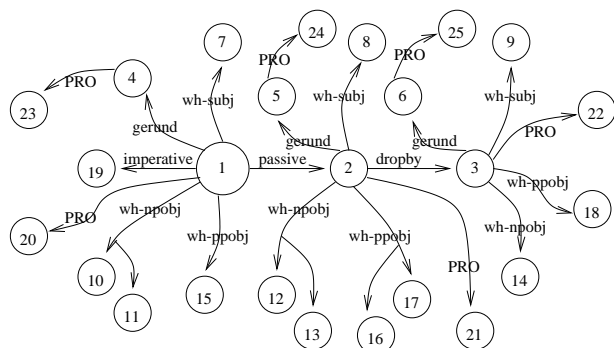 7 24 8 25 9
PRO 4 PRO PRO
23 wh-subj 5 wh-subj 6 wh-subj 22
gerund gerund gerund PRO
19 imperative 1 passive 2 dropby 3
wh-ppobj
PRO wh-npobj wh-npobj wh-npobj 18
20 wh-ppobj wh-ppobj
10 15 12 17 PRO 14
11 13 16 21